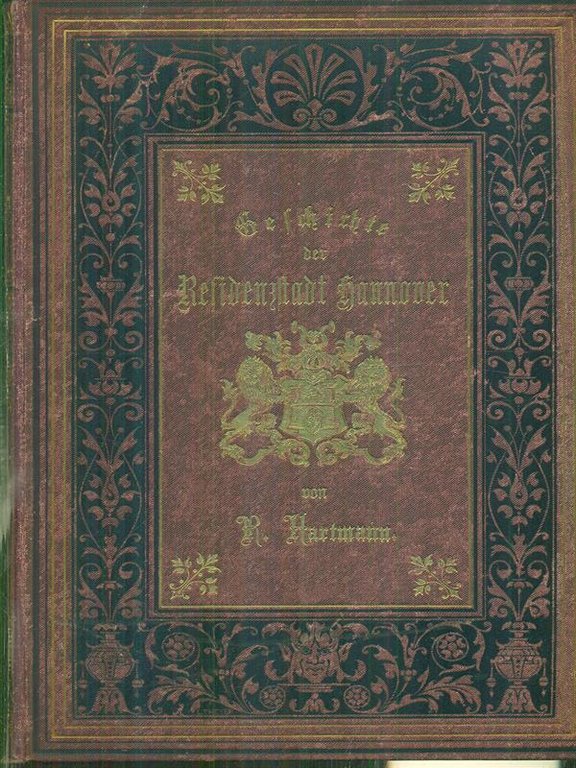 Geschichte
der
Residenzstadt Hannover
von
R. Hartmann.